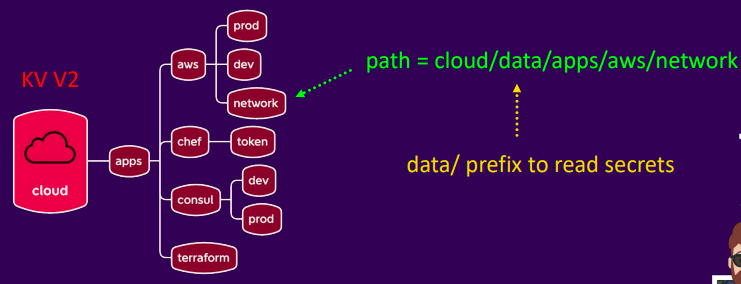 KV V2
cloud
apps
aws
prod
dev
network
chef
token
consul
dev
prod
terraform
path = cloud/data/apps/aws/network
data/ prefix to read secrets